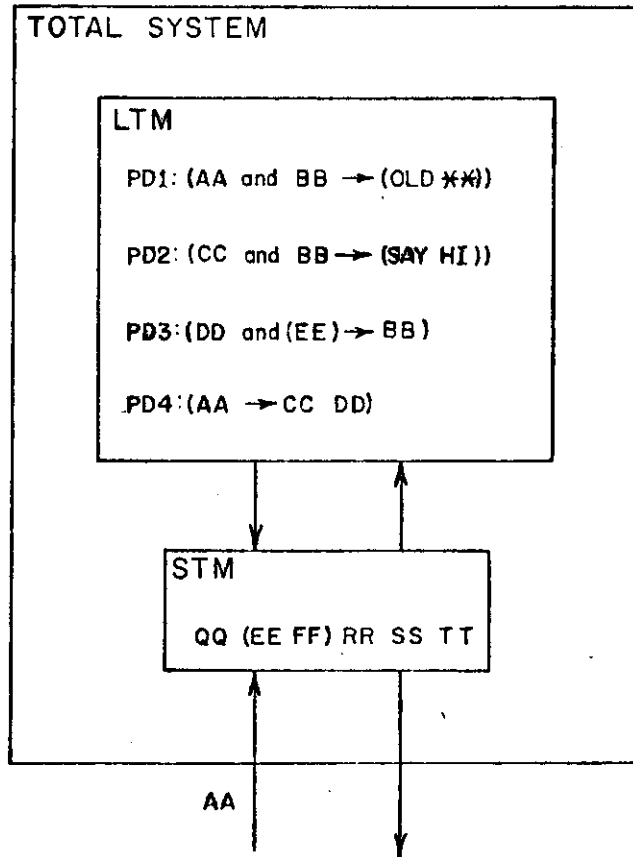 TOTAL SYSTEM
LTM
PD1: (AA and BB → (OLD **))
PD2: (CC and BB → (SAY HI))
PD3: (DD and (EE) → BB)
PD4: (AA → CC DD)
STM
QQ (EE FF) RR SS TT
AA